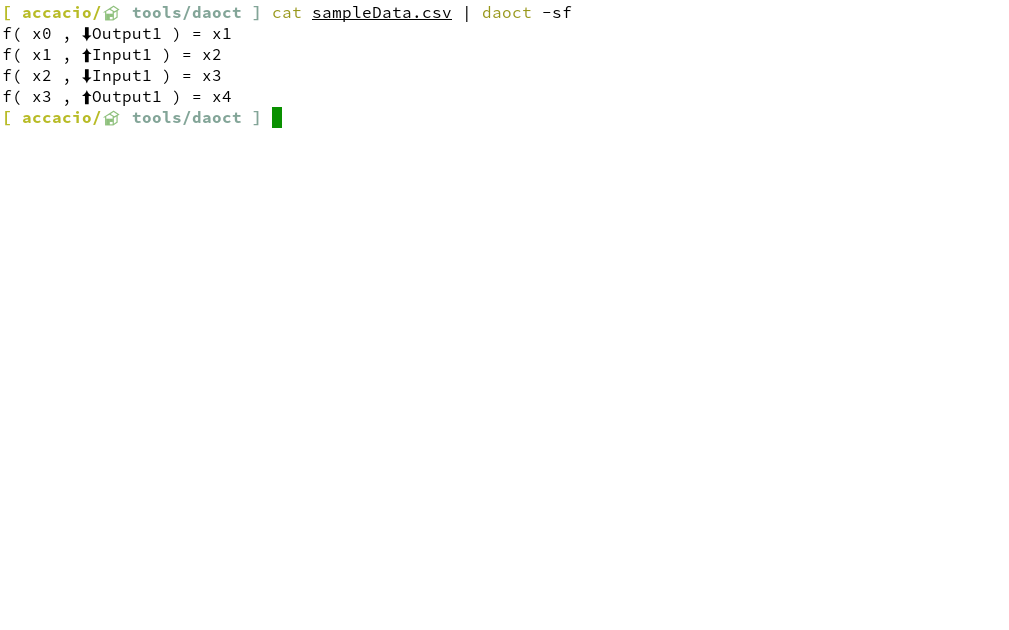 [ accacio/ tools/daoct ] cat sampleData.csv | daoct -sf
f( x0 , ⬇Output1 ) = x1
f( x1 , ⬆Input1 ) = x2
f( x2 , ⬇Input1 ) = x3
f( x3 , ⬆Output1 ) = x4
[ accacio/ tools/daoct ]